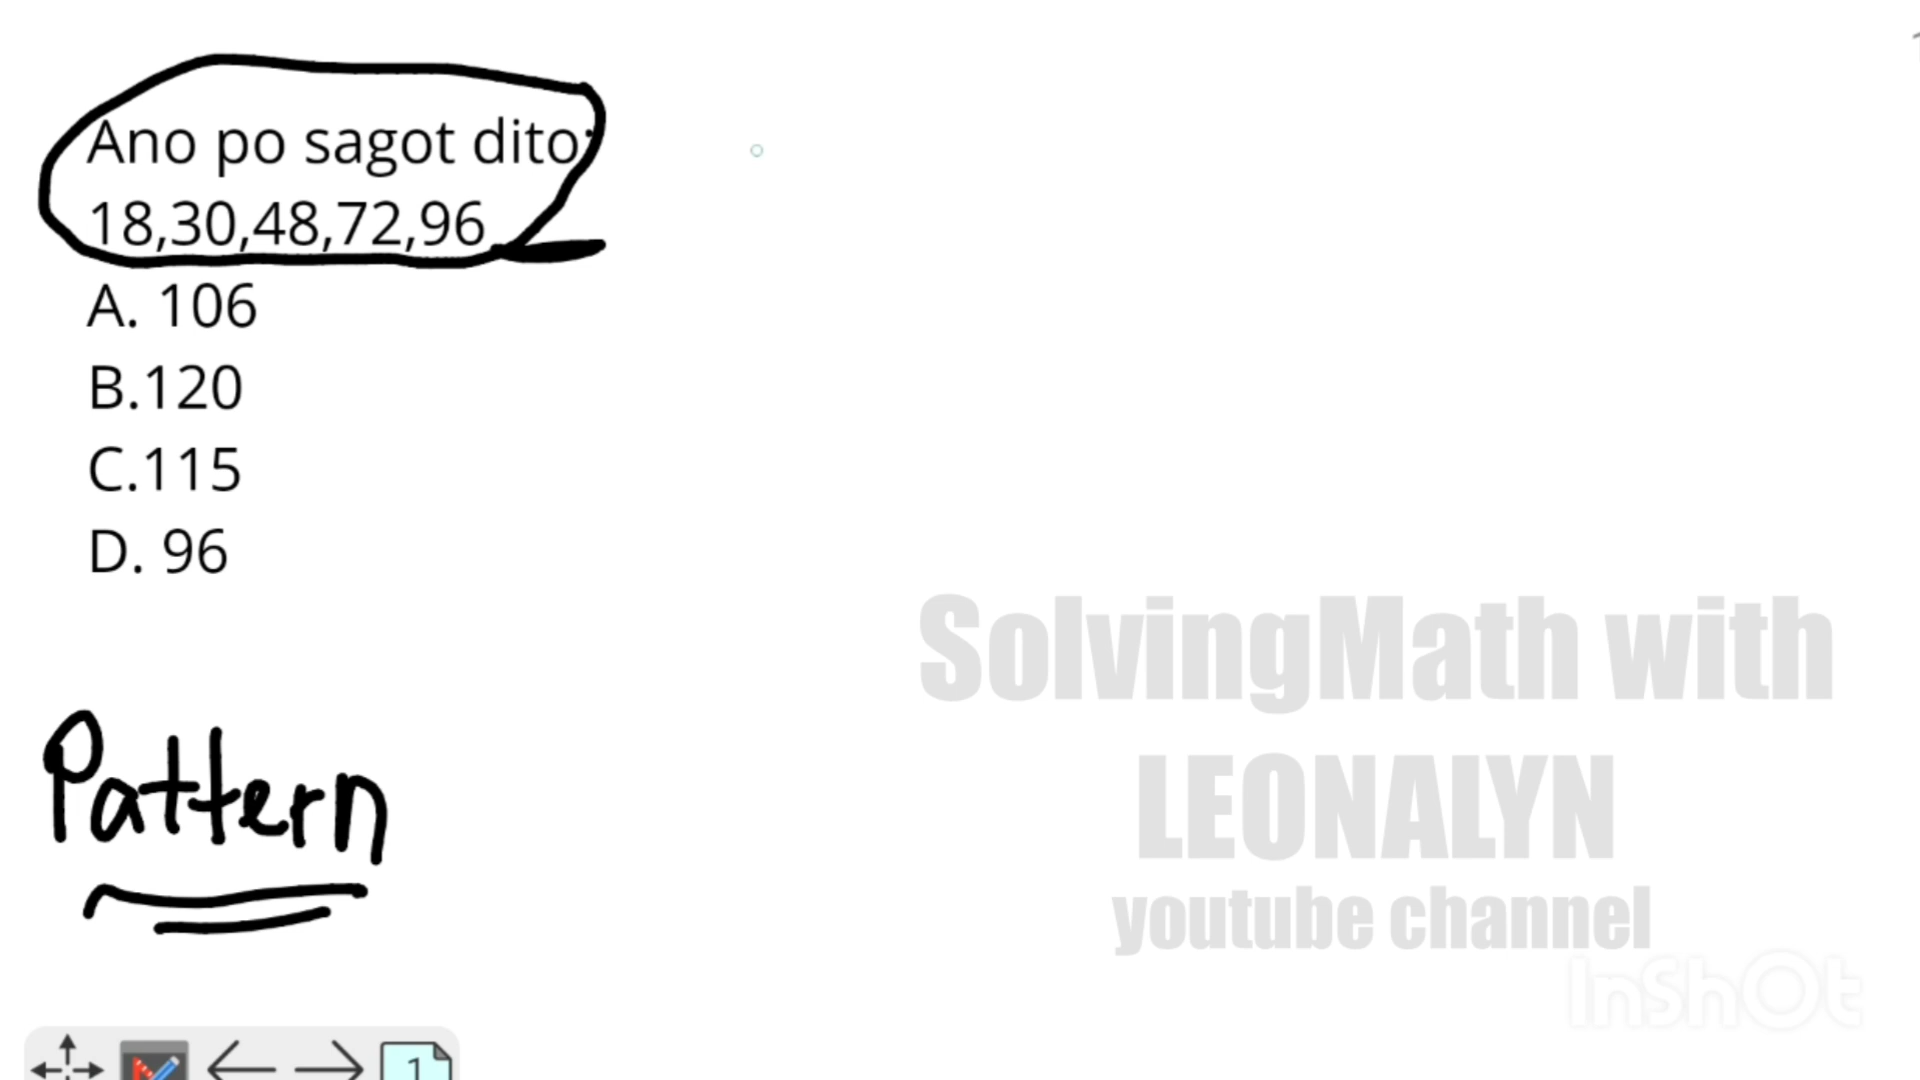 Ano po sagot dito:
18,30,48,72,96
A. 106
B.120
C.115
D. 96
Pattern
SolvingMath with
LEONALYN
youtube channel
InShOt
1